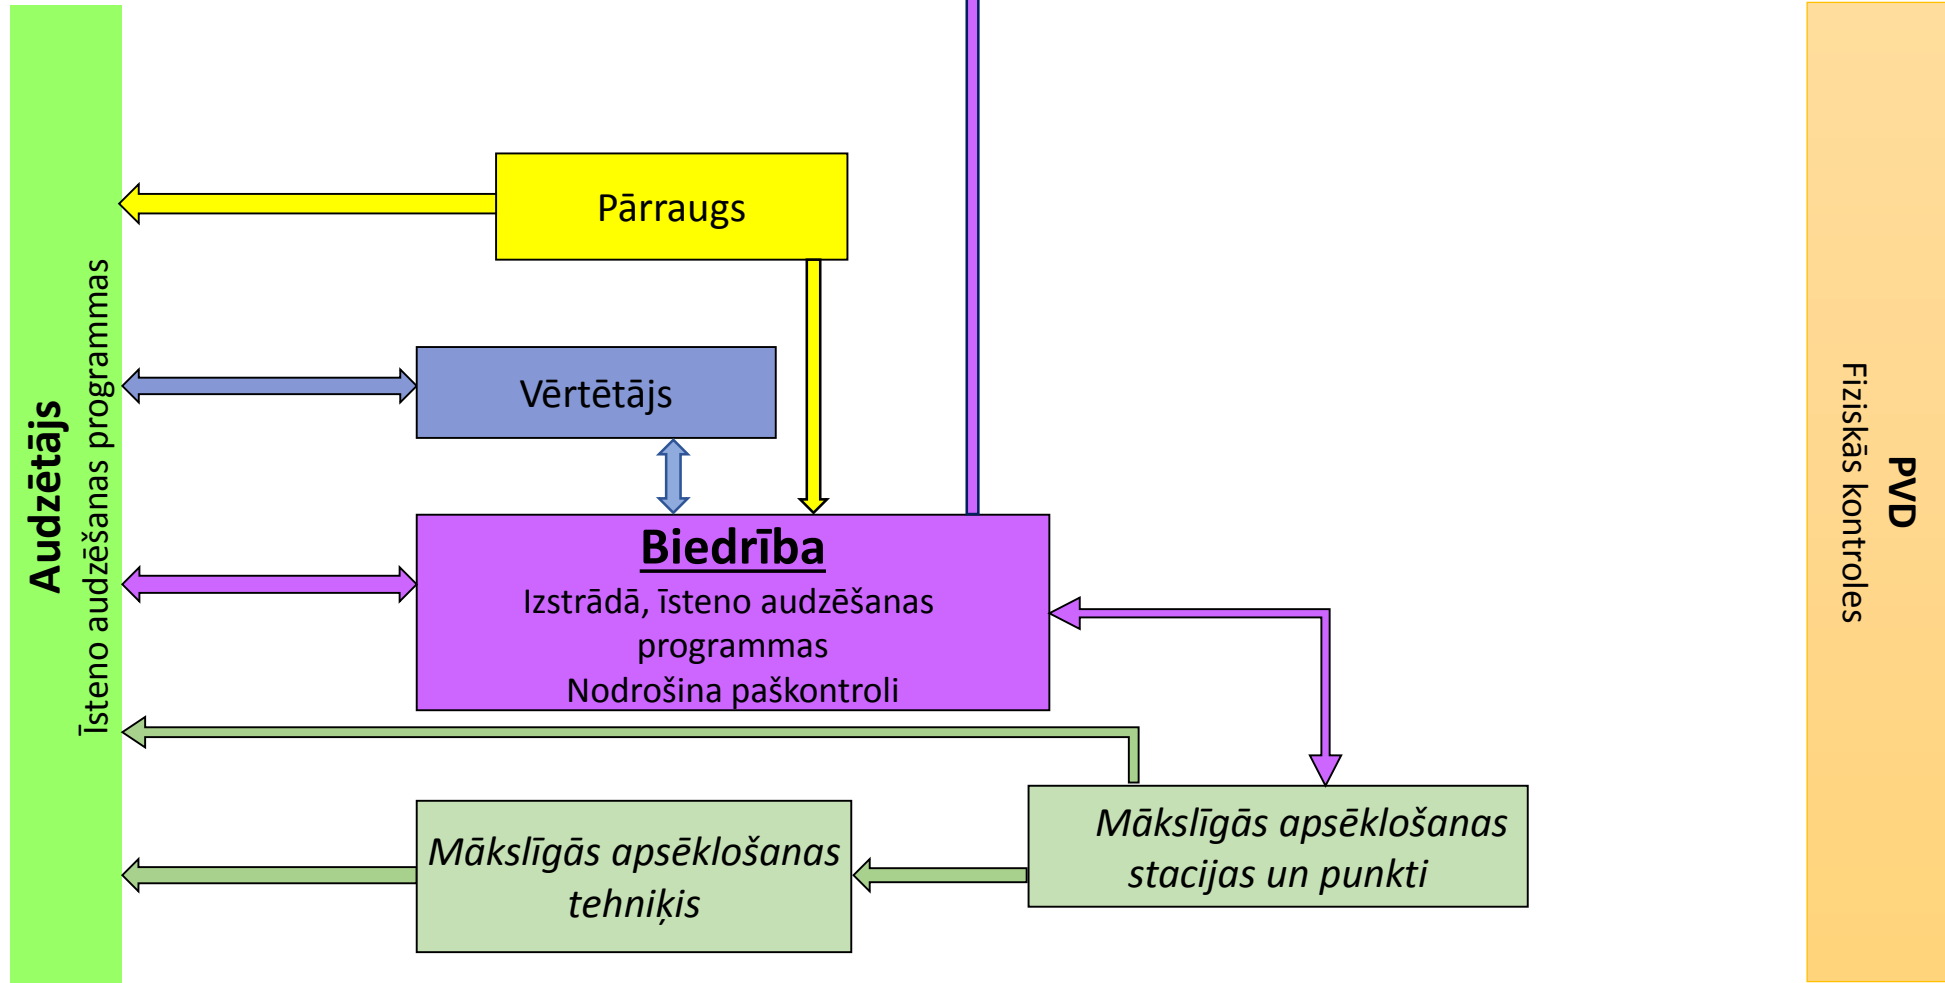 Audzētājs
Īsteno audzēšanas programmas
Pārraugs
Vērtētājs
Biedrība
Izstrādā, īsteno audzēšanas
programmas
Nodrošina paškontroli
Mākslīgās apsēklošanas
tehniķis
Mākslīgās apsēklošanas
stacijas un punkti
PVD
Fiziskās kontroles